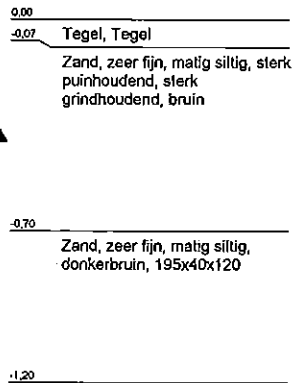 0,00
-0,07 Tegel, Tegel
Zand, zeer fijn, matig siltig, sterk
puinhoudend, sterk
grindhoudend, bruin
-0,70
Zand, zeer fijn, matig siltig,
donkerbruin, 195x40x120
-1,20